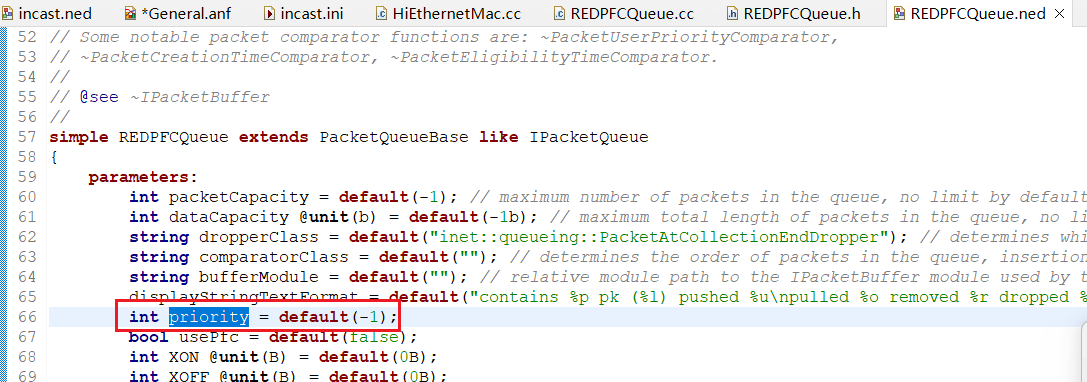 incast.ned
*General.anf
incast.ini
HiEthernetMac.cc
REDPFCQueue.cc
REDPFCQueue.h
REDPFCQueue.ned
52 // Some notable packet comparator functions are: ~PacketUserPriorityComparator,
53 // ~PacketCreationTimeComparator, ~PacketEligibilityTimeComparator.
54 //
55 // @see ~IPacketBuffer
56 //
57 simple REDPFCQueue extends PacketQueueBase like IPacketQueue
58 {
59 parameters:
60 int packetCapacity = default(-1); // maximum number of packets in the queue, no limit by default
61 int dataCapacity @unit(b) = default(-1b); // maximum total length of packets in the queue, no li
62 string dropperClass = default("inet::queueing::PacketAtCollectionEndDropper"); // determines whi
63 string comparatorClass = default(""); // determines the order of packets in the queue, insertion
64 string bufferModule = default(""); // relative module path to the IPacketBuffer module used by t
65 displayStringTextFormat = default("contains %p pk (%l) pushed %u\npulled %o removed %r dropped %
66 int priority = default(-1);
67 bool usePfc = default(false);
68 int XON @unit(B) = default(0B);
69 int XOFF @unit(B) = default(0B);